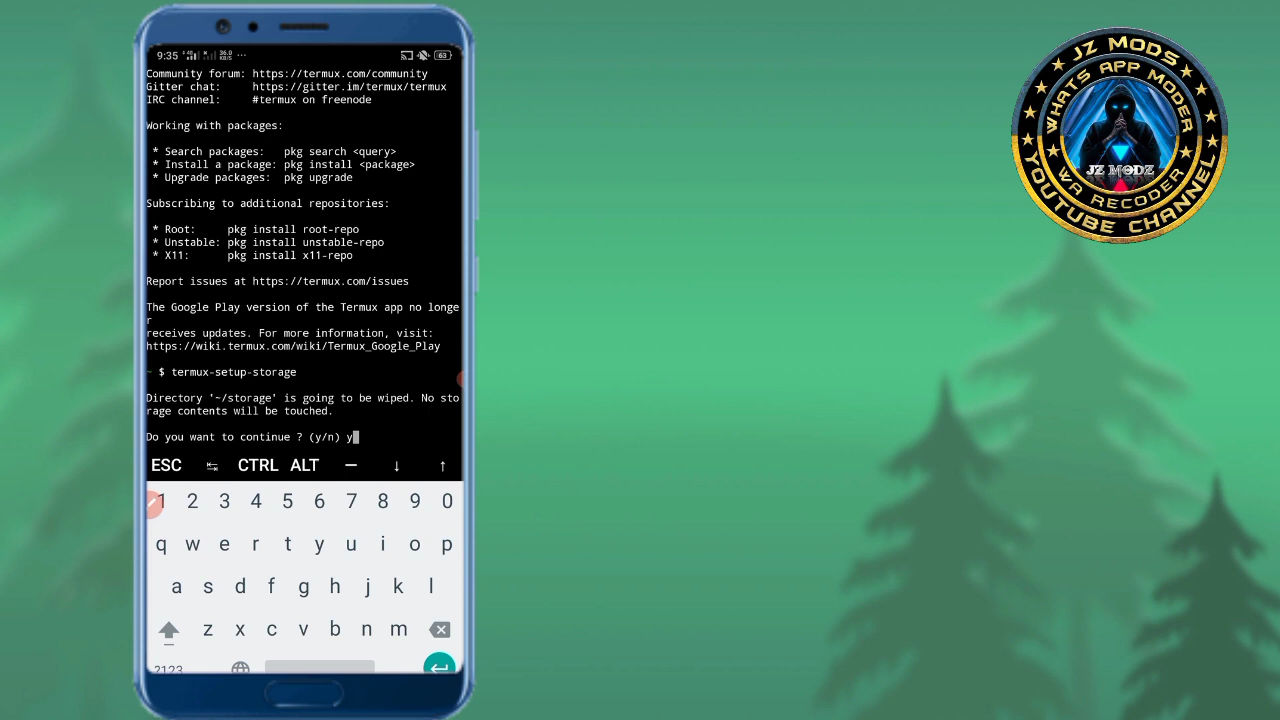 9:35 36.0 KB/S ... 63
Community forum: https://termux.com/community
Gitter chat: https://gitter.im/termux/termux
IRC channel: #termux on freenode
Working with packages:
* Search packages: pkg search <query>
* Install a package: pkg install <package>
* Upgrade packages: pkg upgrade
Subscribing to additional repositories:
* Root: pkg install root-repo
* Unstable: pkg install unstable-repo
* X11: pkg install x11-repo
Report issues at https://termux.com/issues
The Google Play version of the Termux app no longe
r
receives updates. For more information, visit:
https://wiki.termux.com/wiki/Termux_Google_Play
~ $ termux-setup-storage
Directory '~/storage' is going to be wiped. No sto
rage contents will be touched.
Do you want to continue ? (y/n) y
ESC ↹ CTRL ALT — ↓ ↑
1 2 3 4 5 6 7 8 9 0
q w e r t y u i o p
a s d f g h j k l
z x c v b n m
?123
JZ MODS
WHATS APP MODER
JZ MODZ
WA RECODER
YOUTUBE CHANNEL